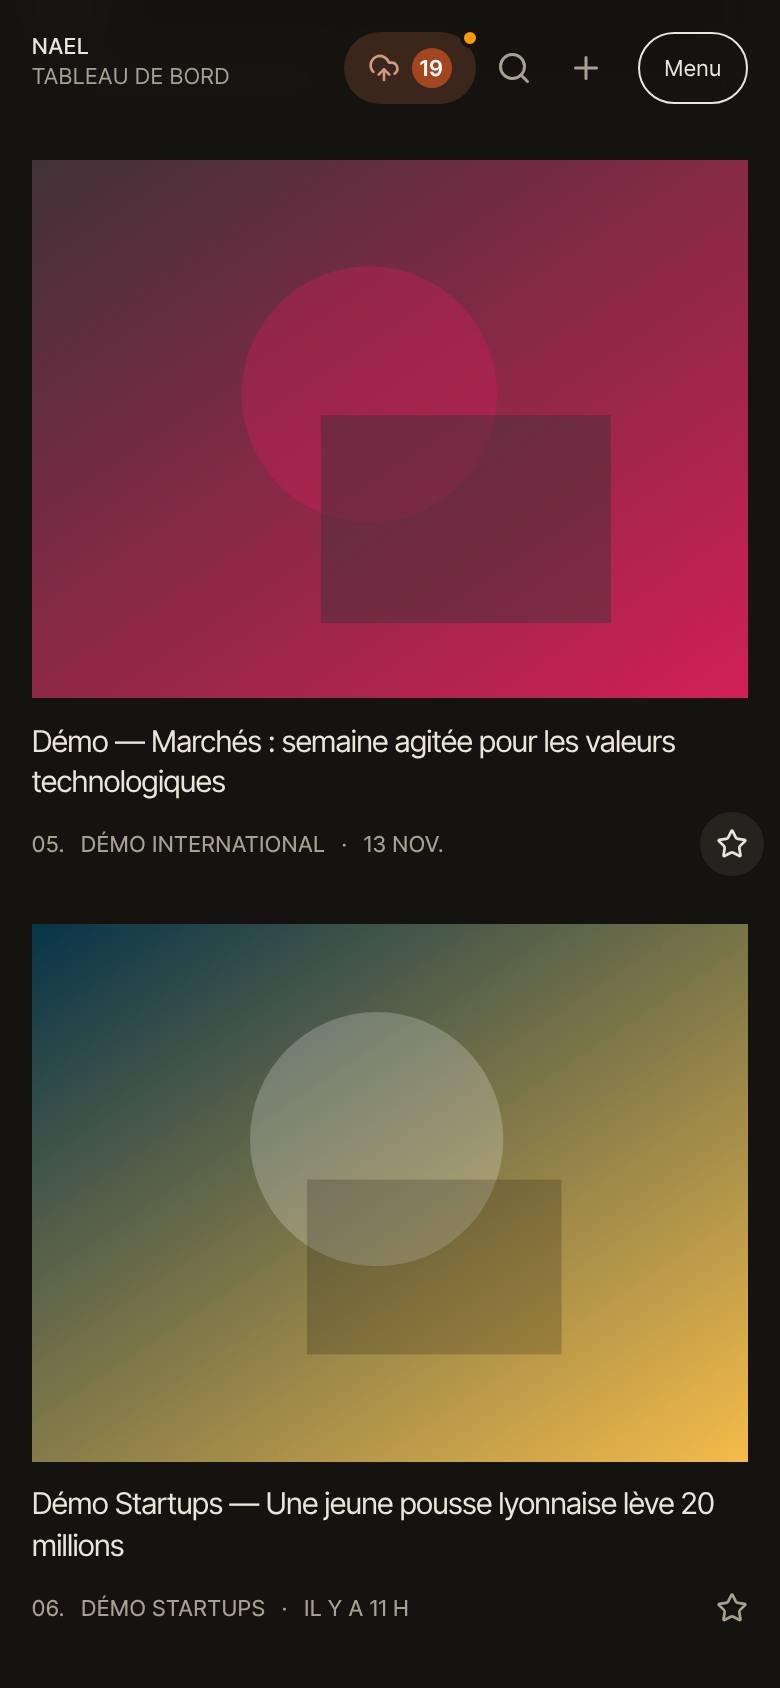 NAEL
TABLEAU DE BORD
19
Menu
Démo — Marchés : semaine agitée pour les valeurs
technologiques
05. DÉMO INTERNATIONAL · 13 NOV.
Démo Startups — Une jeune pousse lyonnaise lève 20
millions
06. DÉMO STARTUPS · IL Y A 11 H